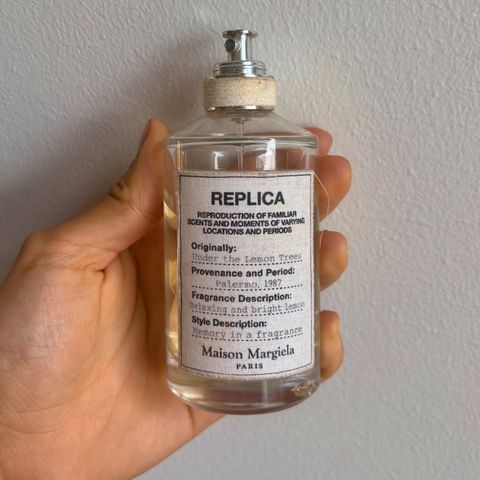 REPLICA
REPRODUCTION OF FAMILIAR
SCENTS AND MOMENTS OF VARYING
LOCATIONS AND PERIODS
Originally:
Under the Lemon Trees
Provenance and Period:
Palermo, 1987
Fragrance Description:
Relaxing and bright lemon
Style Description:
Memory in a fragrance
Maison Margiela
PARIS